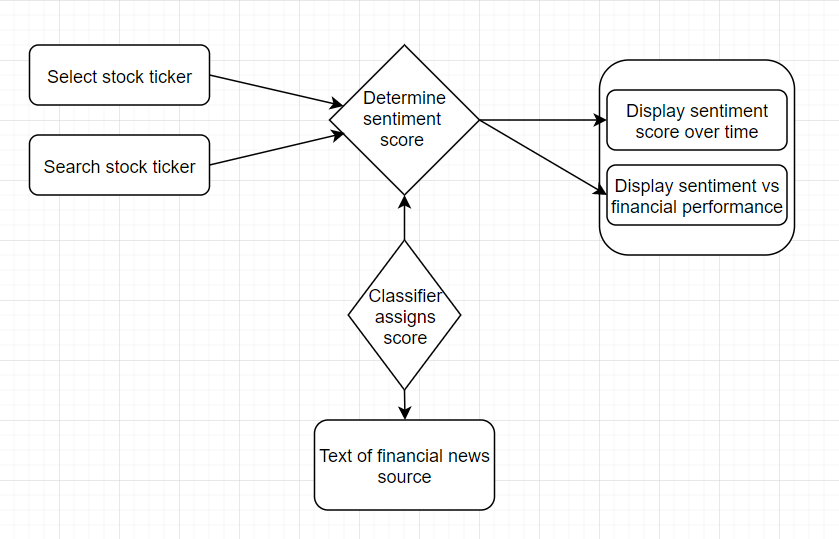 Select stock ticker
Search stock ticker
Determine
sentiment
score
Display sentiment
score over time
Display sentiment vs
financial performance
Classifier
assigns
score
Text of financial news
source